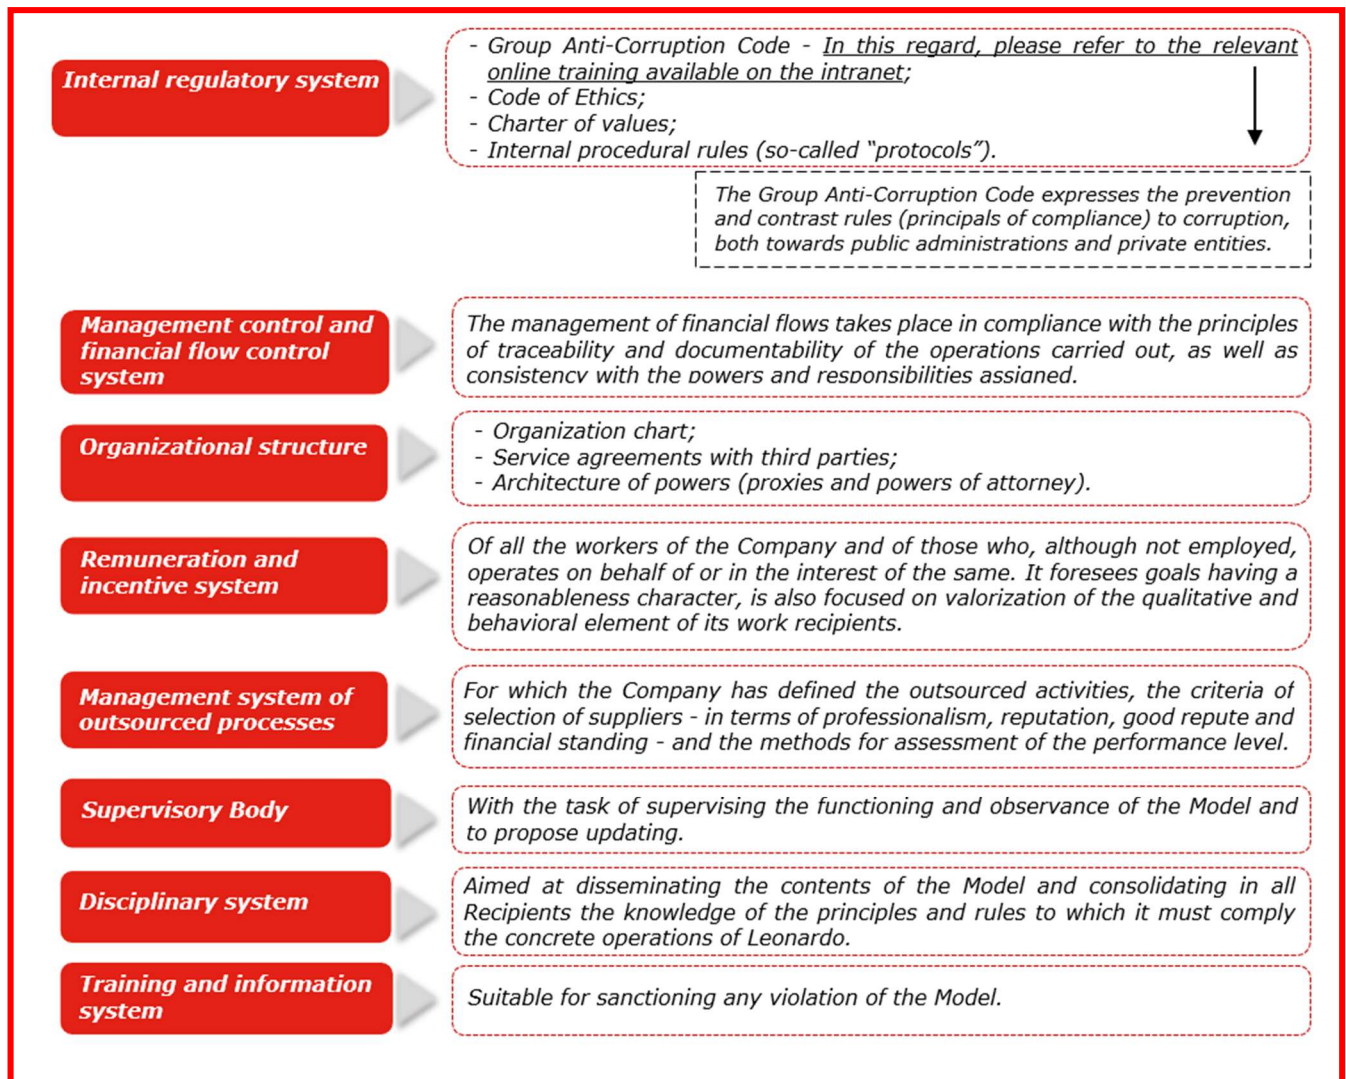 Internal regulatory system
- Group Anti-Corruption Code - In this regard, please refer to the relevant
online training available on the intranet;
- Code of Ethics;
- Charter of values;
- Internal procedural rules (so-called “protocols”).
The Group Anti-Corruption Code expresses the prevention
and contrast rules (principals of compliance) to corruption,
both towards public administrations and private entities.
Management control and
financial flow control
system
The management of financial flows takes place in compliance with the principles
of traceability and documentability of the operations carried out, as well as
consistency with the powers and responsibilities assigned.
Organizational structure
- Organization chart;
- Service agreements with third parties;
- Architecture of powers (proxies and powers of attorney).
Remuneration and
incentive system
Of all the workers of the Company and of those who, although not employed,
operates on behalf of or in the interest of the same. It foresees goals having a
reasonableness character, is also focused on valorization of the qualitative and
behavioral element of its work recipients.
Management system of
outsourced processes
For which the Company has defined the outsourced activities, the criteria of
selection of suppliers - in terms of professionalism, reputation, good repute and
financial standing - and the methods for assessment of the performance level.
Supervisory Body
With the task of supervising the functioning and observance of the Model and
to propose updating.
Disciplinary system
Aimed at disseminating the contents of the Model and consolidating in all
Recipients the knowledge of the principles and rules to which it must comply
the concrete operations of Leonardo.
Training and information
system
Suitable for sanctioning any violation of the Model.